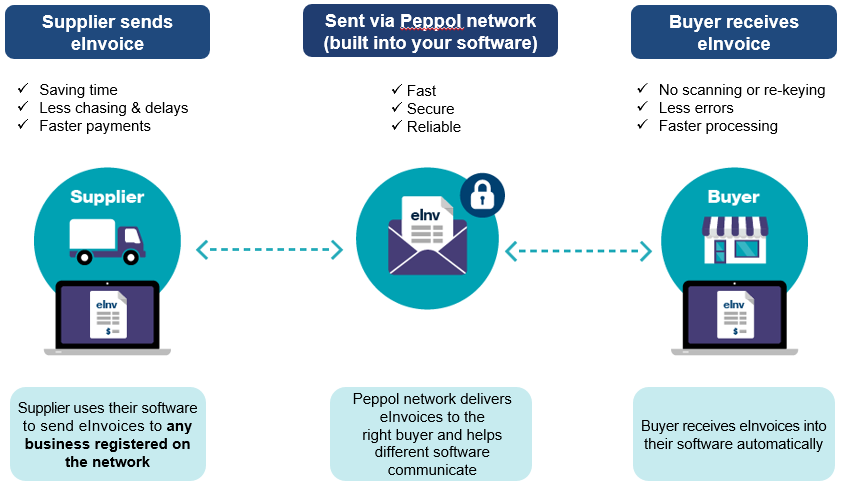 Supplier sends
eInvoice
Sent via Peppol network
(built into your software)
Buyer receives
eInvoice
✓ Saving time
✓ Less chasing & delays
✓ Faster payments
✓ Fast
✓ Secure
✓ Reliable
✓ No scanning or re-keying
✓ Less errors
✓ Faster processing
Supplier
eInv
$
eInv
Buyer
eInv
$
Supplier uses their software
to send eInvoices to any
business registered on
the network
Peppol network delivers
eInvoices to the
right buyer and helps
different software
communicate
Buyer receives eInvoices into
their software automatically